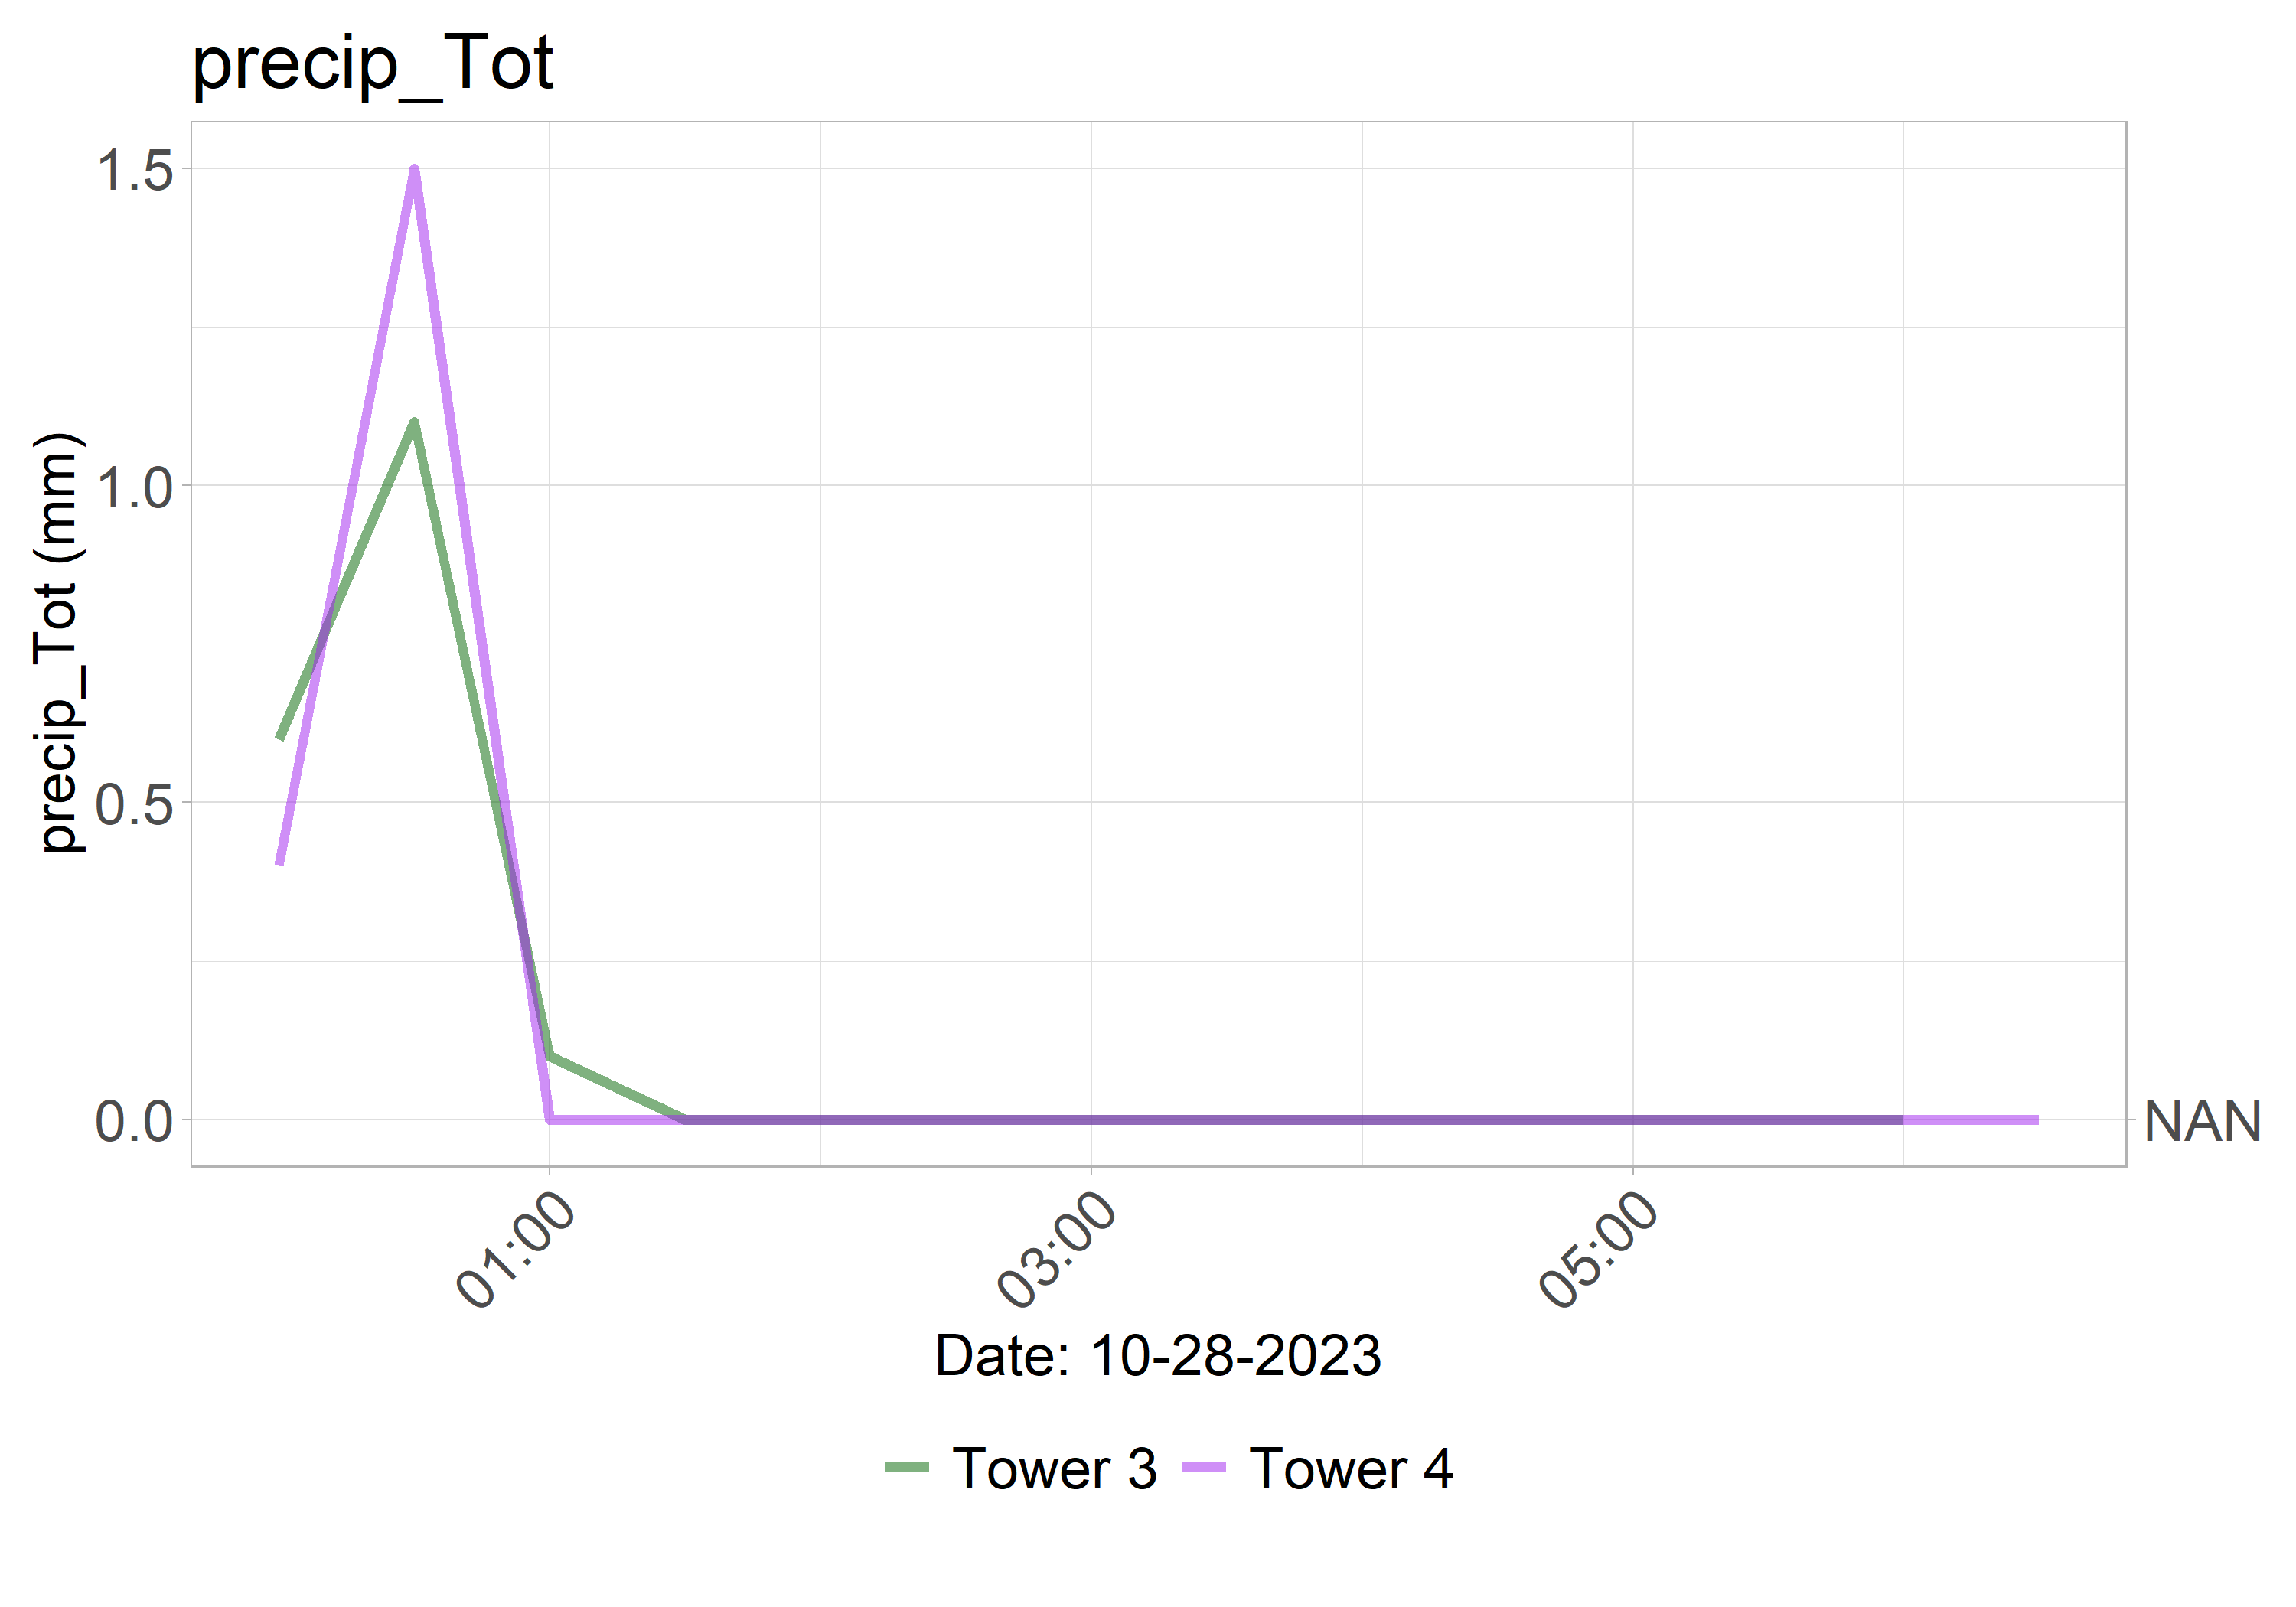 precip_Tot
precip_Tot (mm)
1.5
1.0
0.5
0.0
NAN
01:00
03:00
05:00
Date: 10-28-2023
Tower 3
Tower 4